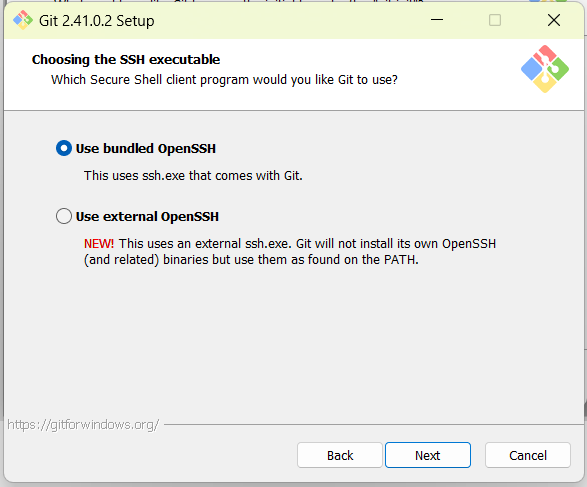 Git 2.41.0.2 Setup
Choosing the SSH executable
Which Secure Shell client program would you like Git to use?
Use bundled OpenSSH
This uses ssh.exe that comes with Git.
Use external OpenSSH
NEW! This uses an external ssh.exe. Git will not install its own OpenSSH
(and related) binaries but use them as found on the PATH.
https://gitforwindows.org/
Back
Next
Cancel